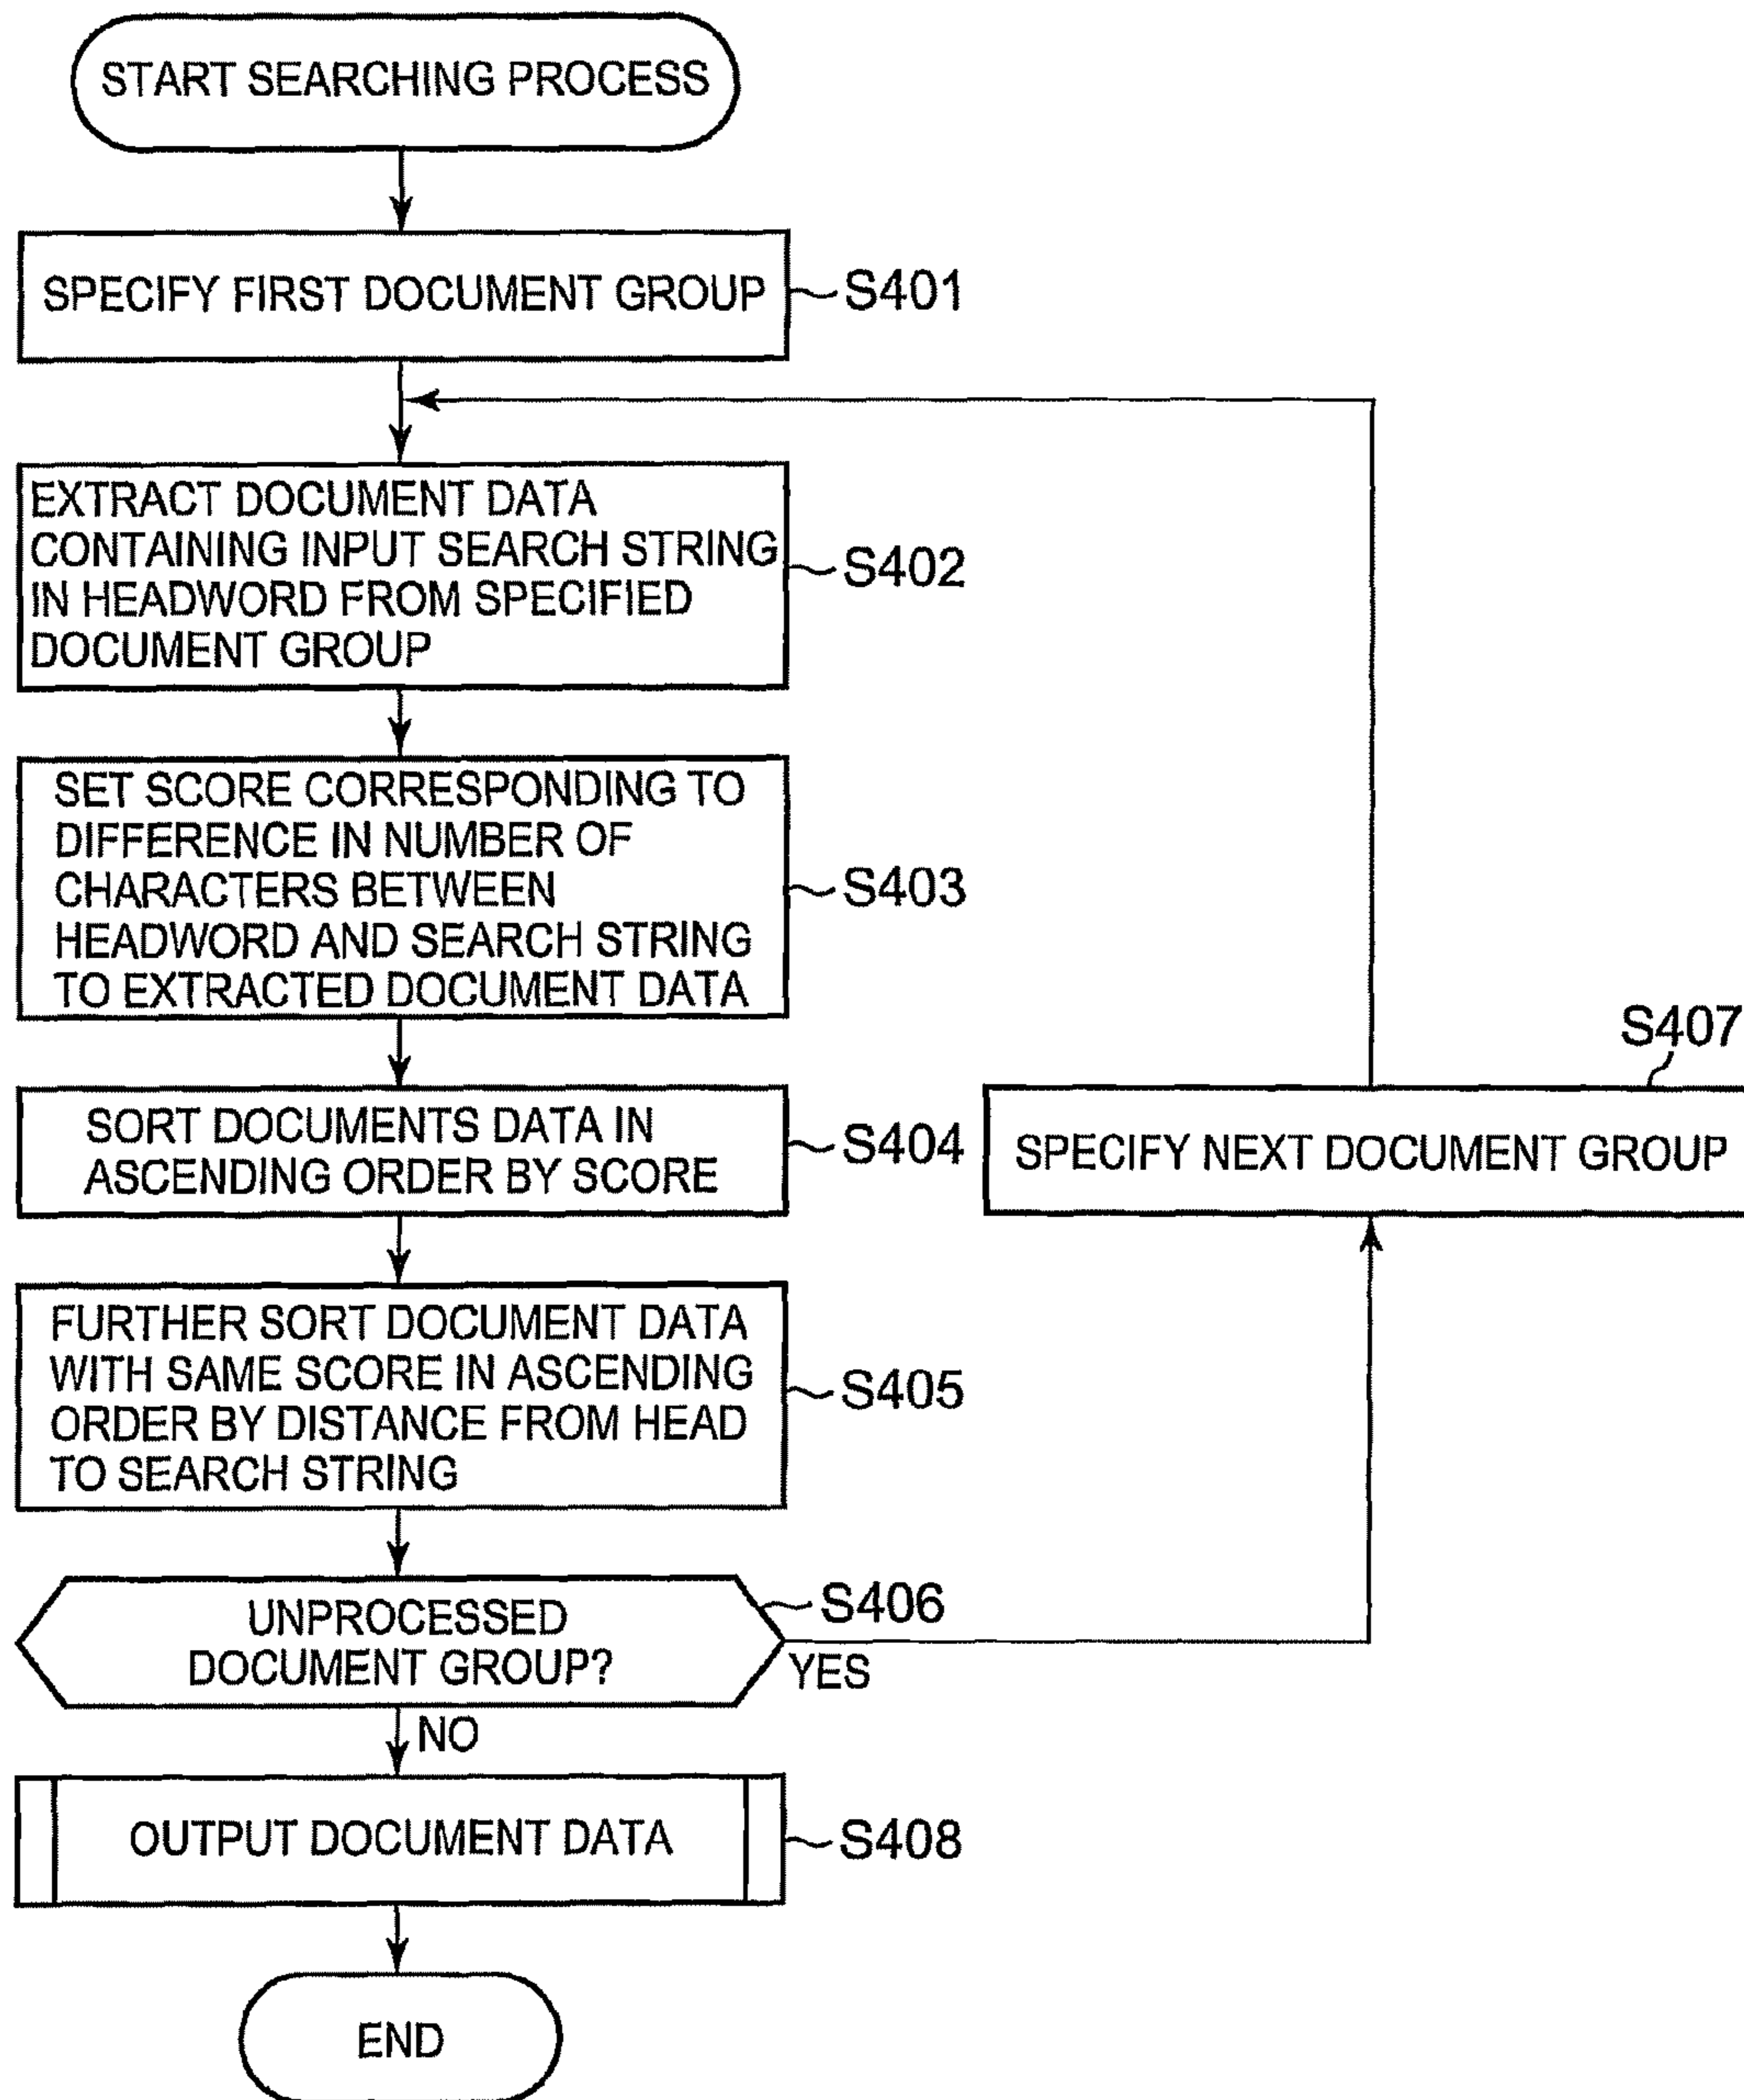 START SEARCHING PROCESS
SPECIFY FIRST DOCUMENT GROUP
S401
EXTRACT DOCUMENT DATA
CONTAINING INPUT SEARCH STRING
IN HEADWORD FROM SPECIFIED
DOCUMENT GROUP
S402
SET SCORE CORRESPONDING TO
DIFFERENCE IN NUMBER OF
CHARACTERS BETWEEN
HEADWORD AND SEARCH STRING
TO EXTRACTED DOCUMENT DATA
S403
SORT DOCUMENTS DATA IN
ASCENDING ORDER BY SCORE
S404
S407
SPECIFY NEXT DOCUMENT GROUP
FURTHER SORT DOCUMENT DATA
WITH SAME SCORE IN ASCENDING
ORDER BY DISTANCE FROM HEAD
TO SEARCH STRING
S405
UNPROCESSED
DOCUMENT GROUP?
S406
YES
NO
OUTPUT DOCUMENT DATA
S408
END